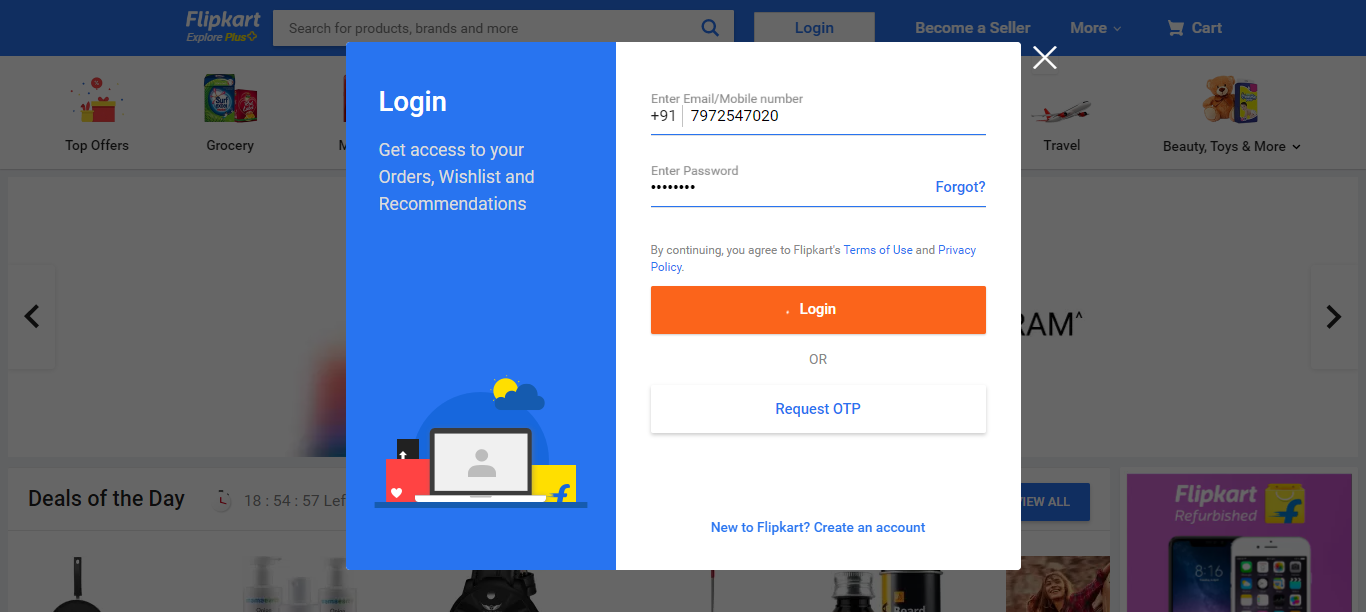 Flipkart
Explore Plus
Search for products, brands and more
Login
Become a Seller
More
Cart
Top Offers
Grocery
M
Travel
Beauty, Toys & More
Login
Get access to your
Orders, Wishlist and
Recommendations
Enter Email/Mobile number
+91 7972547020
Enter Password
••••••••
Forgot?
By continuing, you agree to Flipkart's Terms of Use and Privacy
Policy.
Login
OR
Request OTP
New to Flipkart? Create an account
RAM^
Deals of the Day
18 : 54 : 57 Lef
VIEW ALL
Flipkart
Refurbished
8:16
Beard